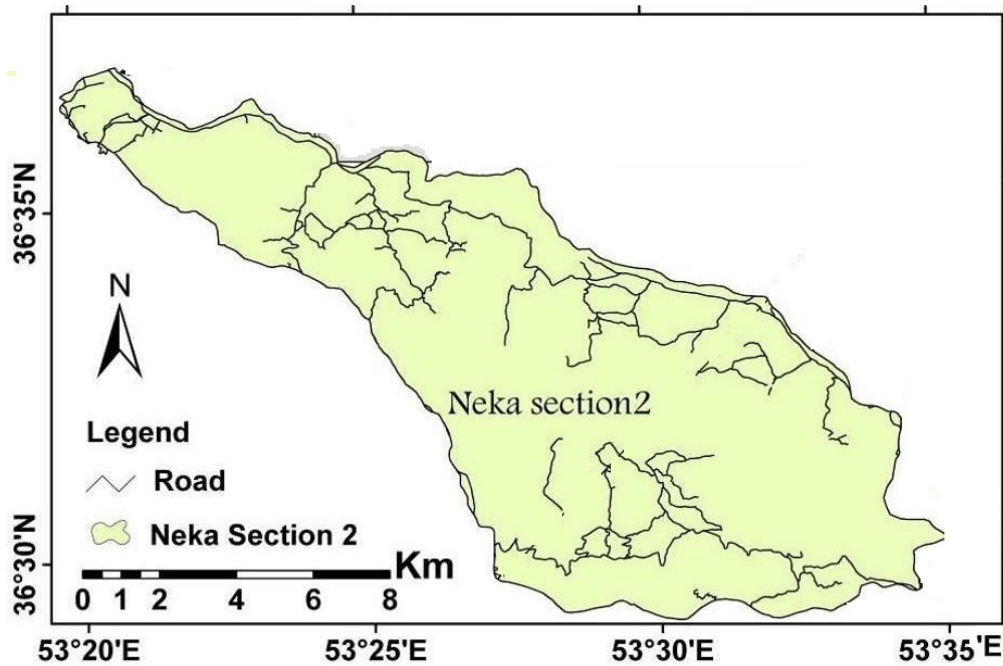 36°35'N
N
Neka section2
Legend
Road
Neka Section 2
Km
0 1 2 4 6 8
36°30'N
53°20'E 53°25'E 53°30'E 53°35'E